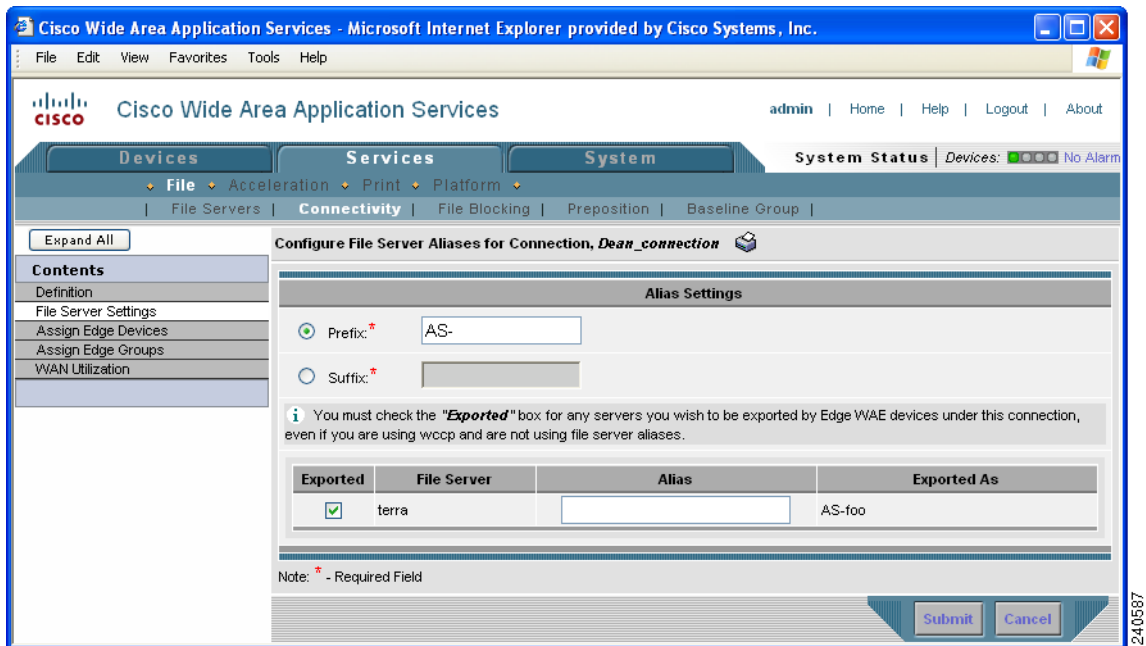 Cisco Wide Area Application Services - Microsoft Internet Explorer provided by Cisco Systems, Inc.
File Edit View Favorites Tools Help
CISCO
Cisco Wide Area Application Services
admin | Home | Help | Logout | About
Devices Services System
System Status | Devices: No Alarm
File Acceleration Print Platform
| File Servers | Connectivity | File Blocking | Preposition | Baseline Group |
Expand All
Contents
Definition
File Server Settings
Assign Edge Devices
Assign Edge Groups
WAN Utilization
Configure File Server Aliases for Connection, Dean_connection
Alias Settings
Prefix:* AS-
Suffix:*
i You must check the "Exported" box for any servers you wish to be exported by Edge WAE devices under this connection,
even if you are using wccp and are not using file server aliases.
Exported File Server Alias Exported As
terra AS-foo
Note: * - Required Field
Submit Cancel
240587